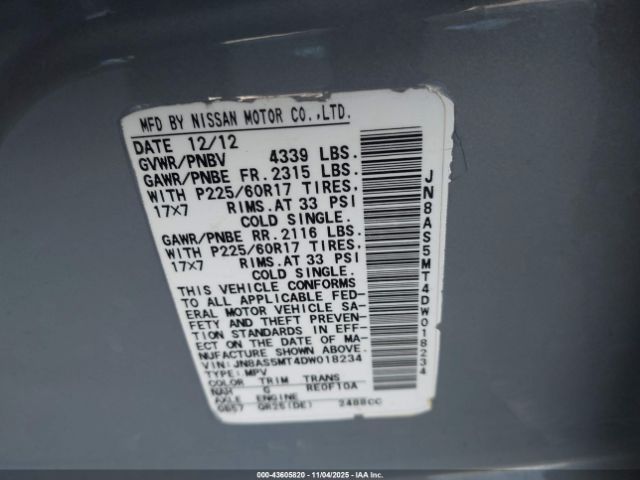 MFD BY NISSAN MOTOR CO.,LTD.
DATE 12/12
GVWR/PNBV 4339 LBS.
GAWR/PNBE FR. 2315 LBS.
WITH P225/60R17 TIRES.
17X7 RIMS. AT 33 PSI
COLD SINGLE.
GAWR/PNBE RR. 2116 LBS.
WITH P225/60R17 TIRES.
17X7 RIMS. AT 33 PSI
COLD SINGLE.
THIS VEHICLE CONFORMS
TO ALL APPLICABLE FED-
ERAL MOTOR VEHICLE SA-
FETY AND THEFT PREVEN-
TION STANDARDS IN EFF-
ECT ON THE DATE OF MA-
NUFACTURE SHOWN ABOVE.
VIN: JN8AS5MT4DW018234
TYPE: MPV
COLOR TRIM TRANS
NAH G RE0F10A
AXLE ENGINE
GB57 QR25(DE) 2488CC
JN8AS5MT4DW018234
000-43605820 - 11/04/2025 - © IAA Inc.